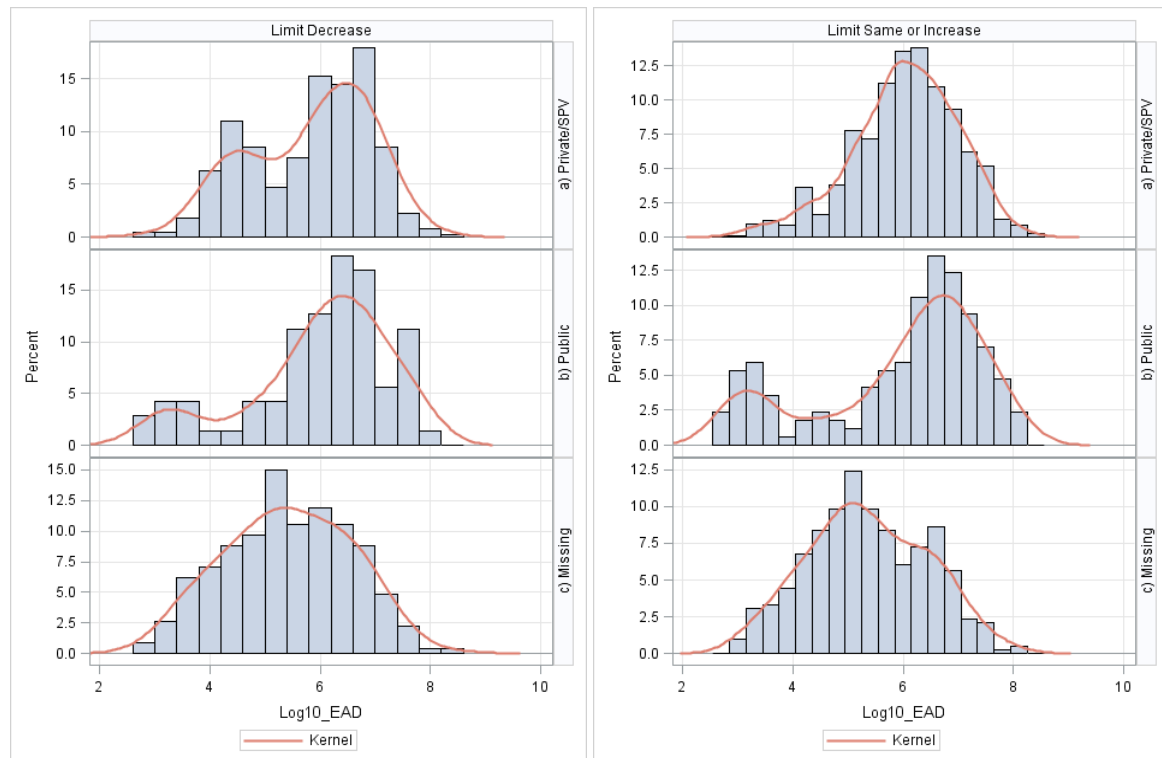 Limit Decrease
15
10
5
0
a) Private/SPV
15
10
5
0
b) Public
15.0
12.5
10.0
7.5
5.0
2.5
0.0
c) Missing
Percent
2 4 6 8 10
Log10_EAD
Kernel
Limit Same or Increase
12.5
10.0
7.5
5.0
2.5
0.0
a) Private/SPV
12.5
10.0
7.5
5.0
2.5
0.0
b) Public
12.5
10.0
7.5
5.0
2.5
0.0
c) Missing
Percent
2 4 6 8 10
Log10_EAD
Kernel